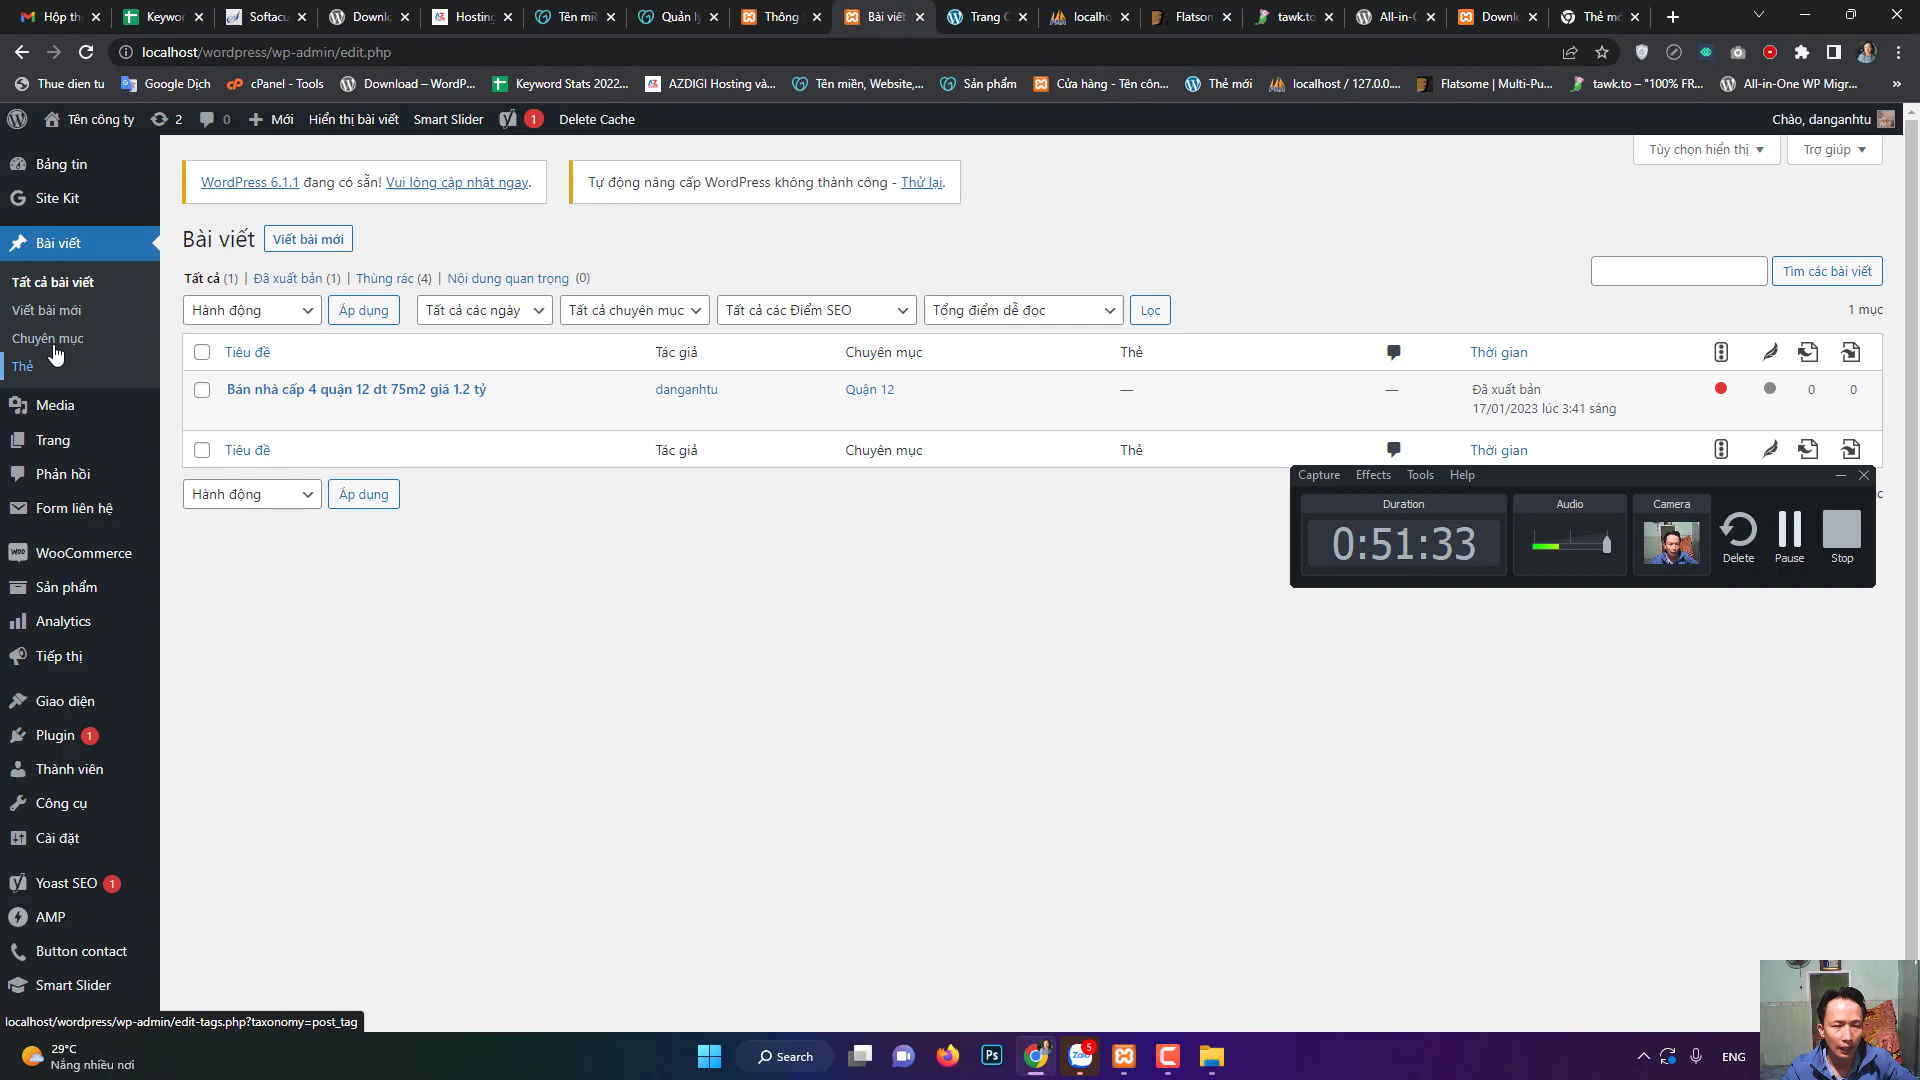 Hộp th
Keywor
Softacu
Downlo
Hosting
Tên miề
Quản lý
Thông
Bài viết
Trang C
localho
Flatsom
tawk.to
All-in-C
Downl
Thẻ mớ
localhost/wordpress/wp-admin/edit.php
Thue dien tu
Google Dịch
cPanel - Tools
Download – WordP...
Keyword Stats 2022...
AZDIGI Hosting và...
Tên miền, Website,...
Sản phẩm
Cửa hàng - Tên côn...
Thẻ mới
localhost / 127.0.0....
Flatsome | Multi-Pu...
tawk.to – "100% FR...
All-in-One WP Migr...
»
Tên công ty
2
0
Mới
Hiển thị bài viết
Smart Slider
1
Delete Cache
Chào, danganhtu
Bảng tin
Site Kit
Bài viết
Tất cả bài viết
Viết bài mới
Chuyên mục
Thẻ
Media
Trang
Phản hồi
Form liên hệ
WooCommerce
Sản phẩm
Analytics
Tiếp thị
Giao diện
Plugin 1
Thành viên
Công cụ
Cài đặt
Yoast SEO 1
AMP
Button contact
Smart Slider
localhost/wordpress/wp-admin/edit-tags.php?taxonomy=post_tag
Tùy chọn hiển thị
Trợ giúp
WordPress 6.1.1 đang có sẵn! Vui lòng cập nhật ngay.
Tự động nâng cấp WordPress không thành công - Thử lại.
Bài viết
Viết bài mới
Tất cả (1) | Đã xuất bản (1) | Thùng rác (4) | Nội dung quan trọng (0)
Tìm các bài viết
Hành động
Áp dụng
Tất cả các ngày
Tất cả chuyên mục
Tất cả các Điểm SEO
Tổng điểm dễ đọc
Lọc
1 mục
Tiêu đề
Tác giả
Chuyên mục
Thẻ
Thời gian
Bán nhà cấp 4 quận 12 dt 75m2 giá 1.2 tỷ
danganhtu
Quận 12
—
—
Đã xuất bản
17/01/2023 lúc 3:41 sáng
0
0
Tiêu đề
Tác giả
Chuyên mục
Thẻ
Thời gian
Hành động
Áp dụng
c
Capture
Effects
Tools
Help
Duration
0:51:33
Audio
Camera
Delete
Pause
Stop
29°C
Nắng nhiều nơi
Search
Ps
Zalo
5
ENG